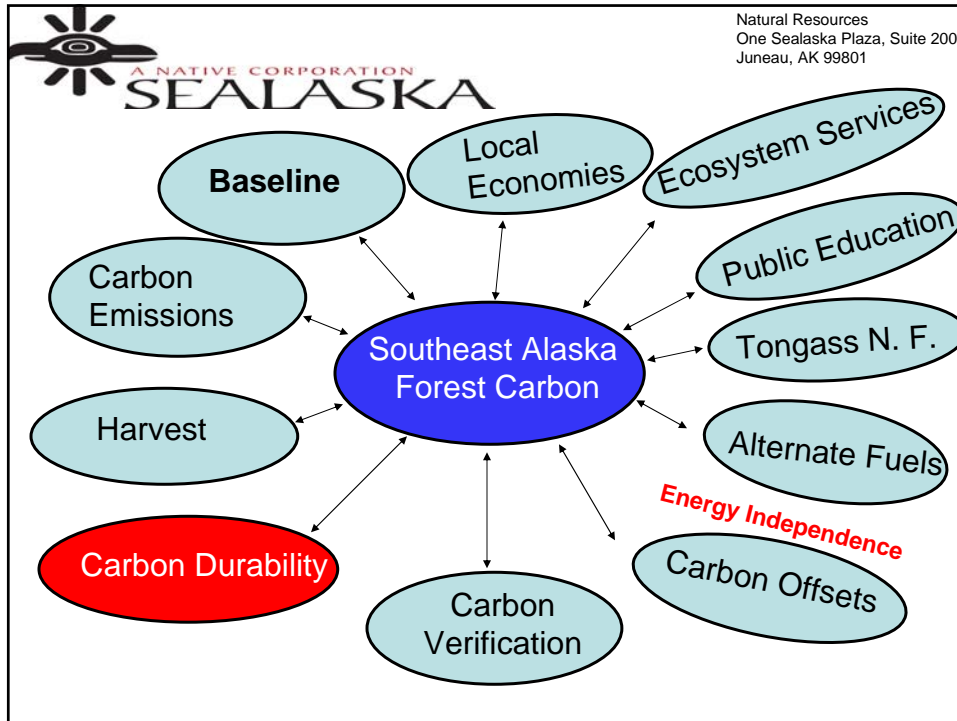 A NATIVE CORPORATION
SEALASKA
Natural Resources
One Sealaska Plaza, Suite 200
Juneau, AK 99801
Baseline
Local
Economies
Ecosystem Services
Public Education
Carbon
Emissions
Southeast Alaska
Forest Carbon
Tongass N. F.
Harvest
Alternate Fuels
Energy Independence
Carbon Durability
Carbon
Verification
Carbon Offsets